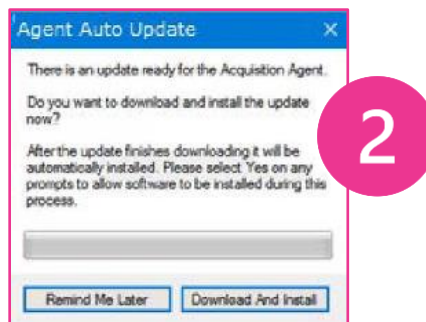 Agent Auto Update
There is an update ready for the Acquisition Agent.
Do you want to download and install the update
now?
After the update finishes downloading it will be
automatically installed. Please select Yes on any
prompts to allow software to be installed during this
process.
2
Remind Me Later Download And Install